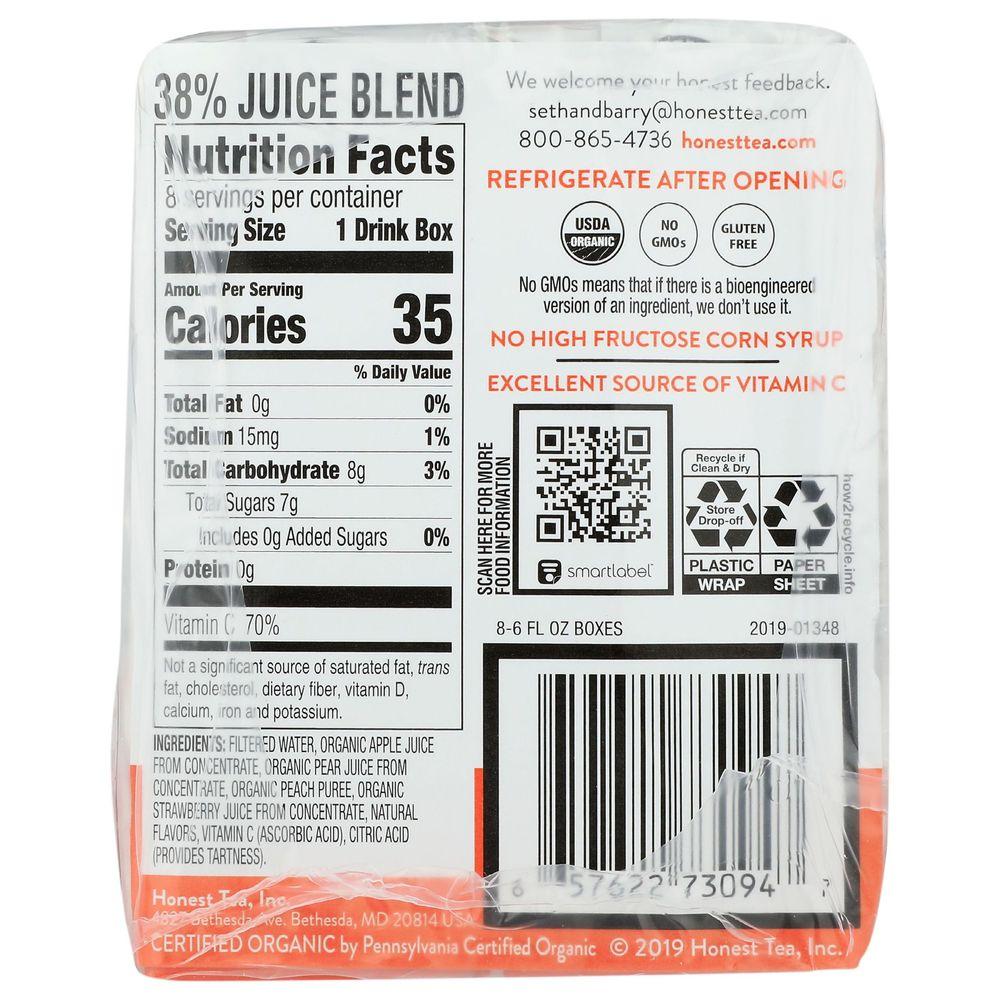 38% JUICE BLEND
Nutrition Facts
8 servings per container
Serving Size 1 Drink Box
Amount Per Serving
Calories 35
% Daily Value
Total Fat 0g 0%
Sodium 15mg 1%
Total Carbohydrate 8g 3%
Total Sugars 7g
Includes 0g Added Sugars 0%
Protein 0g
Vitamin C 70%
Not a significant source of saturated fat, trans
fat, cholesterol, dietary fiber, vitamin D,
calcium, iron and potassium.
INGREDIENTS: FILTERED WATER, ORGANIC APPLE JUICE
FROM CONCENTRATE, ORGANIC PEAR JUICE FROM
CONCENTRATE, ORGANIC PEACH PUREE, ORGANIC
STRAWBERRY JUICE FROM CONCENTRATE, NATURAL
FLAVORS, VITAMIN C (ASCORBIC ACID), CITRIC ACID
(PROVIDES TARTNESS).
Honest Tea, Inc.
4827 Bethesda Ave. Bethesda, MD 20814 USA
CERTIFIED ORGANIC by Pennsylvania Certified Organic © 2019 Honest Tea, Inc.
We welcome your honest feedback.
sethandbarry@honesttea.com
800-865-4736 honesttea.com
REFRIGERATE AFTER OPENING
USDA
ORGANIC
NO
GMOs
GLUTEN
FREE
No GMOs means that if there is a bioengineered
version of an ingredient, we don't use it.
NO HIGH FRUCTOSE CORN SYRUP
EXCELLENT SOURCE OF VITAMIN C
SCAN HERE FOR MORE
FOOD INFORMATION
smartlabel™
Recycle if
Clean & Dry
Store
Drop-off
PLASTIC
WRAP
PAPER
SHEET
how2recycle.info
8-6 FL OZ BOXES 2019-01348
57622 73094